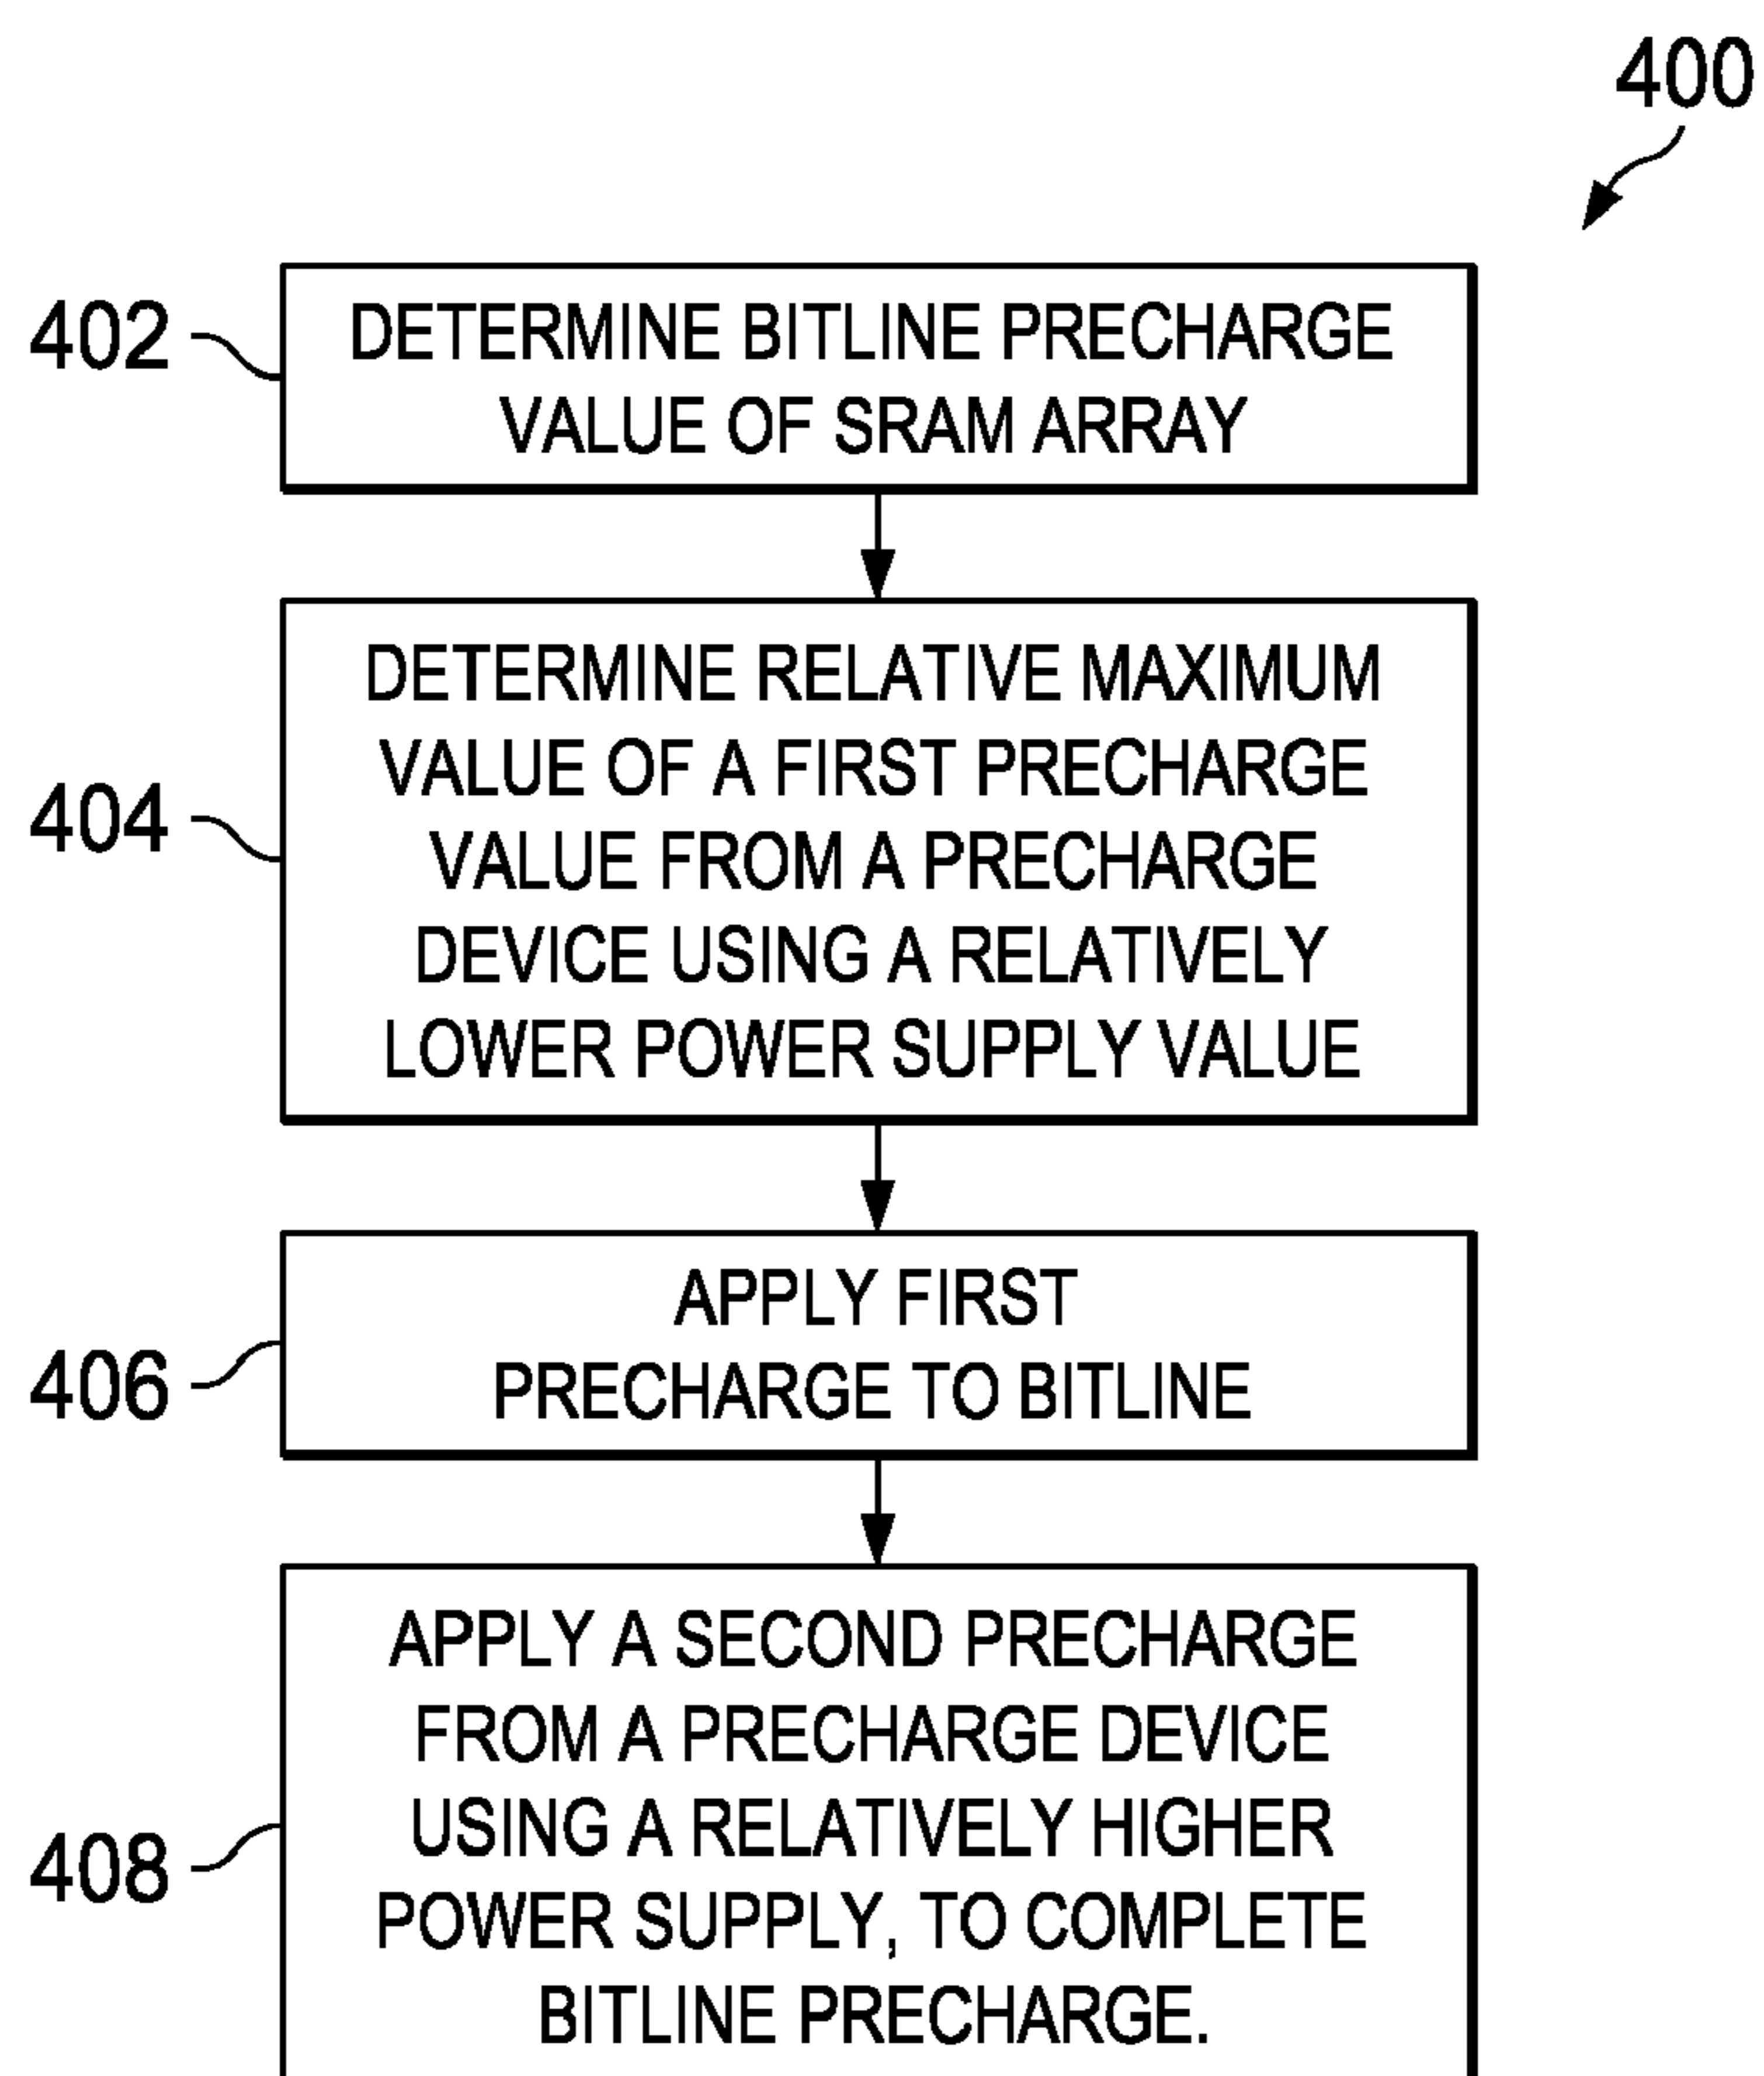 400
402
DETERMINE BITLINE PRECHARGE
VALUE OF SRAM ARRAY
404
DETERMINE RELATIVE MAXIMUM
VALUE OF A FIRST PRECHARGE
VALUE FROM A PRECHARGE
DEVICE USING A RELATIVELY
LOWER POWER SUPPLY VALUE
406
APPLY FIRST
PRECHARGE TO BITLINE
408
APPLY A SECOND PRECHARGE
FROM A PRECHARGE DEVICE
USING A RELATIVELY HIGHER
POWER SUPPLY, TO COMPLETE
BITLINE PRECHARGE.